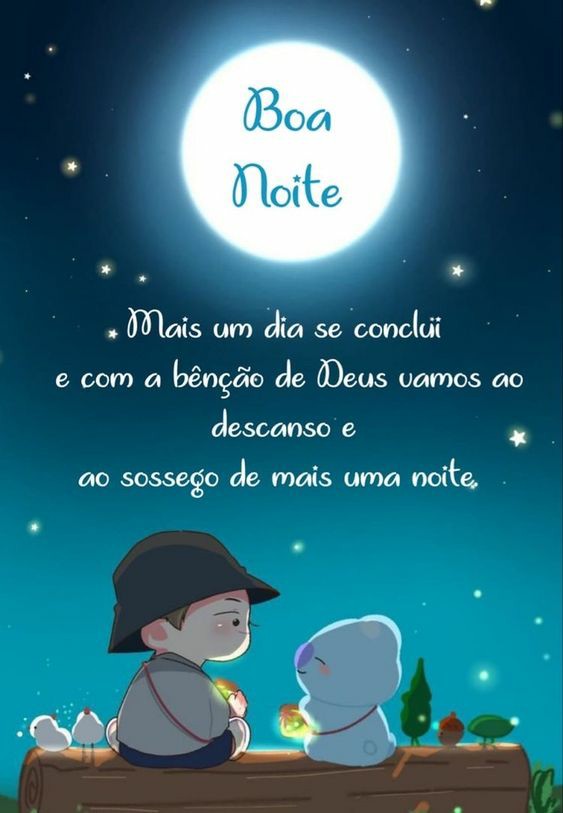 Boa
Noite
Mais um dia se conclui
e com a bênção de Deus vamos ao
descanso e
ao sossego de mais uma noite.